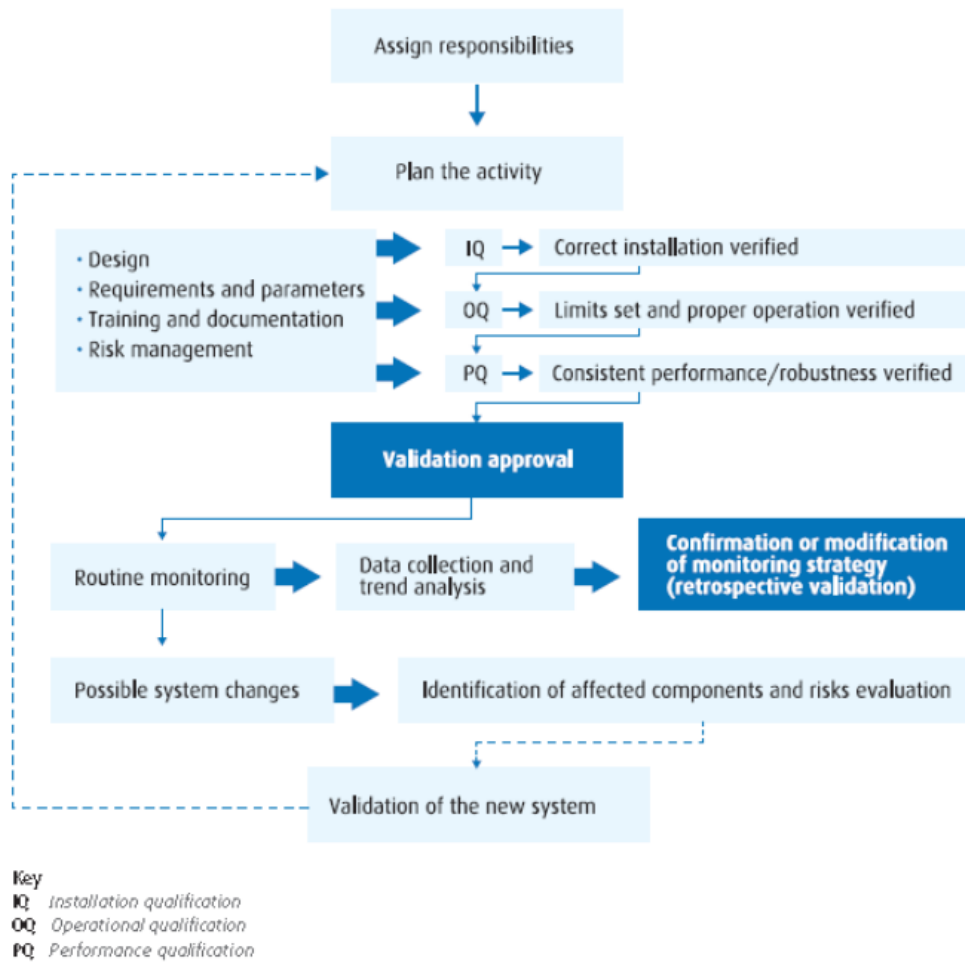 Assign responsibilities
Plan the activity
• Design
• Requirements and parameters
• Training and documentation
• Risk management
IQ
Correct installation verified
OQ
Limits set and proper operation verified
PQ
Consistent performance/robustness verified
Validation approval
Routine monitoring
Data collection and
trend analysis
Confirmation or modification
of monitoring strategy
(retrospective validation)
Possible system changes
Identification of affected components and risks evaluation
Validation of the new system
Key
IQ Installation qualification
OQ Operational qualification
PQ Performance qualification